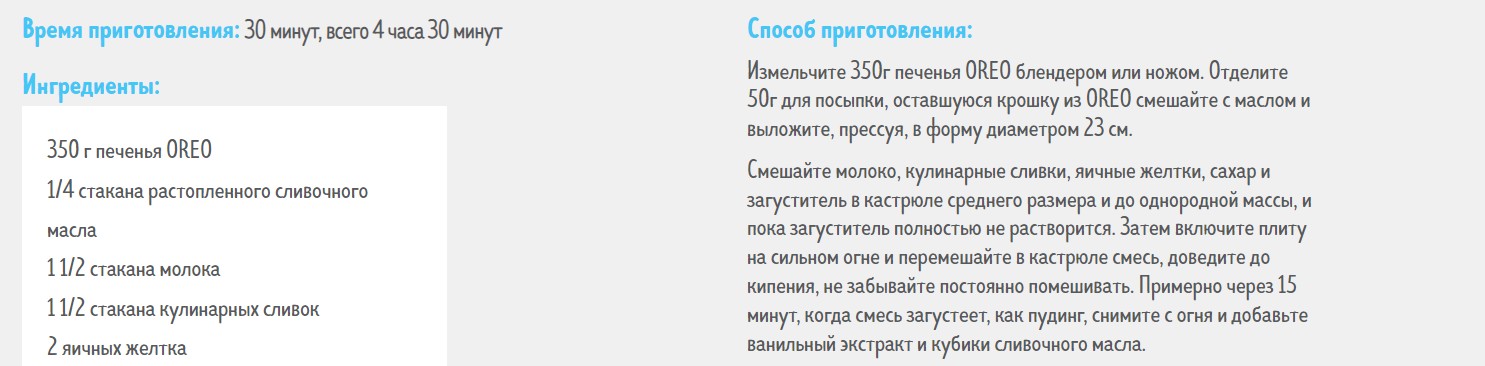 Время приготовления: 30 минут, всего 4 часа 30 минут
Ингредиенты:
350 г печенья OREO
1/4 стакана растопленного сливочного
масла
1 1/2 стакана молока
1 1/2 стакана кулинарных сливок
2 яичных желтка
Способ приготовления:
Измельчите 350г печенья OREO блендером или ножом. Отделите
50г для посыпки, оставшуюся крошку из OREO смешайте с маслом и
выложите, прессуя, в форму диаметром 23 см.
Смешайте молоко, кулинарные сливки, яичные желтки, сахар и
загуститель в кастрюле среднего размера и до однородной массы, и
пока загуститель полностью не растворится. Затем включите плиту
на сильном огне и перемешайте в кастрюле смесь, доведите до
кипения, не забывайте постоянно помешивать. Примерно через 15
минут, когда смесь загустеет, как пудинг, снимите с огня и добавьте
ванильный экстракт и кубики сливочного масла.